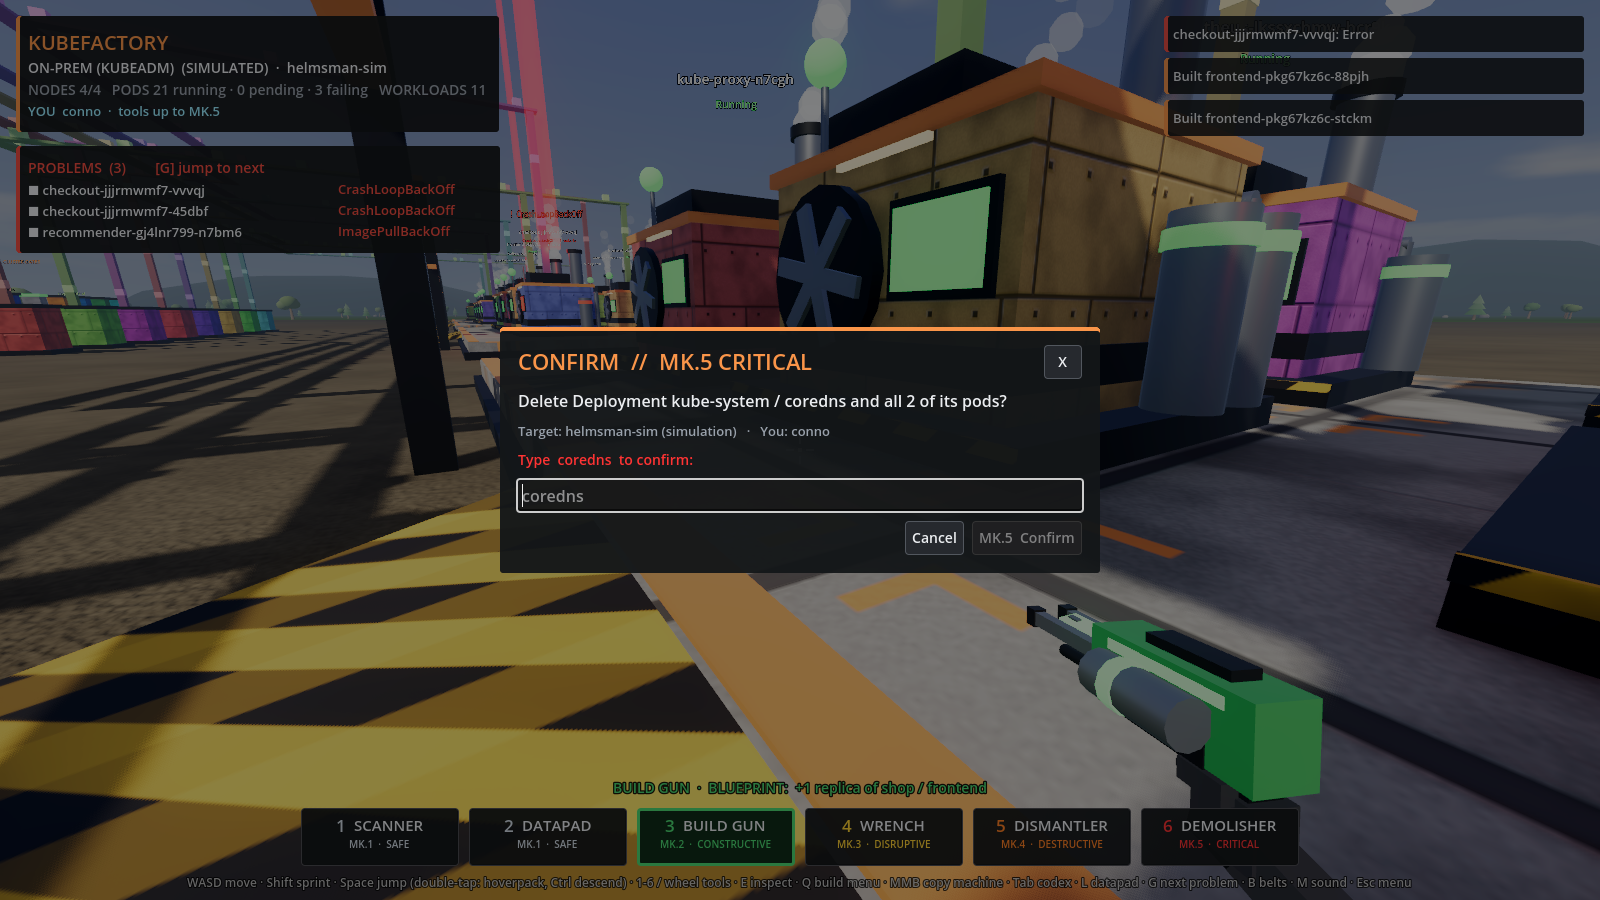 KUBEFACTORY
ON-PREM (KUBEADM) (SIMULATED) · helmsman-sim
NODES 4/4 PODS 21 running · 0 pending · 3 failing WORKLOADS 11
YOU conno · tools up to MK.5
PROBLEMS (3) [G] jump to next
checkout-jjjrmwmf7-vvvqj CrashLoopBackOff
checkout-jjjrmwmf7-45dbf CrashLoopBackOff
recommender-gj4lnr799-n7bm6 ImagePullBackOff
kube-proxy-n7cgh
Running
checkout-jjjrmwmf7-vvvqj: Error
Running
Built frontend-pkg67kz6c-88pjh
Built frontend-pkg67kz6c-stckm
CrashLoopBackOff
CONFIRM // MK.5 CRITICAL
X
Delete Deployment kube-system / coredns and all 2 of its pods?
Target: helmsman-sim (simulation) · You: conno
Type coredns to confirm:
coredns
Cancel
MK.5 Confirm
BUILD GUN · BLUEPRINT: +1 replica of shop / frontend
1 SCANNER
MK.1 · SAFE
2 DATAPAD
MK.1 · SAFE
3 BUILD GUN
MK.2 · CONSTRUCTIVE
4 WRENCH
MK.3 · DISRUPTIVE
5 DISMANTLER
MK.4 · DESTRUCTIVE
6 DEMOLISHER
MK.5 · CRITICAL
WASD move · Shift sprint · Space jump (double-tap: hoverpack, Ctrl descend) · 1-6 / wheel tools · E inspect · Q build menu · MMB copy machine · Tab codex · L datapad · G next problem · B belts · M sound · Esc menu